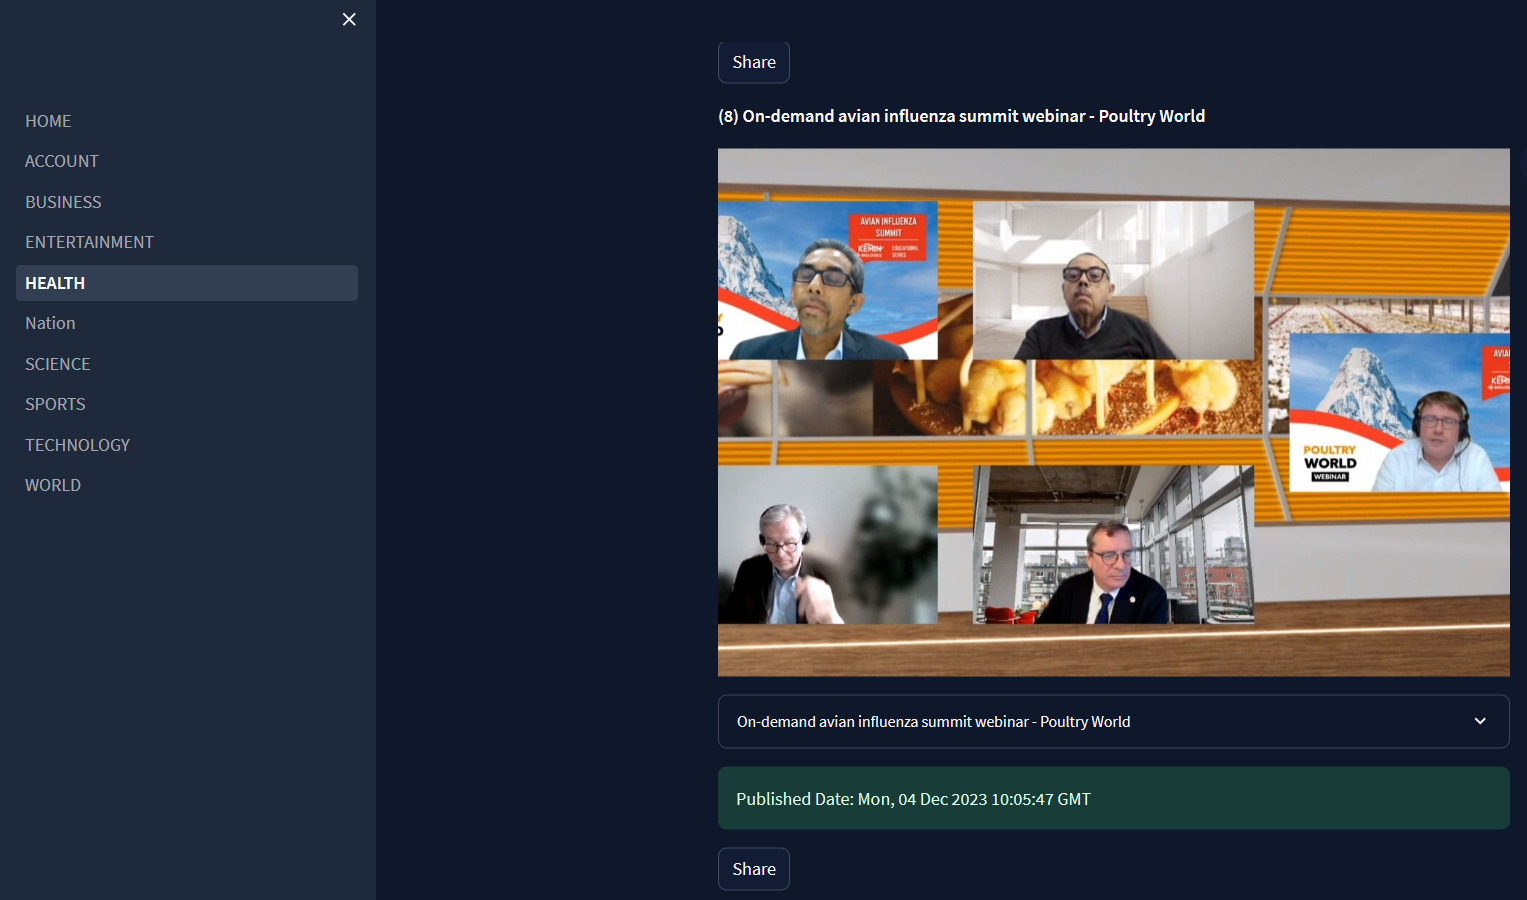 HOME
ACCOUNT
BUSINESS
ENTERTAINMENT
HEALTH
Nation
SCIENCE
SPORTS
TECHNOLOGY
WORLD
Share
(8) On-demand avian influenza summit webinar - Poultry World
AVIAN INFLUENZA
SUMMIT
KEMIN
EDUCATIONAL
SERIES
POULTRY
WORLD
WEBINAR
On-demand avian influenza summit webinar - Poultry World
Published Date: Mon, 04 Dec 2023 10:05:47 GMT
Share